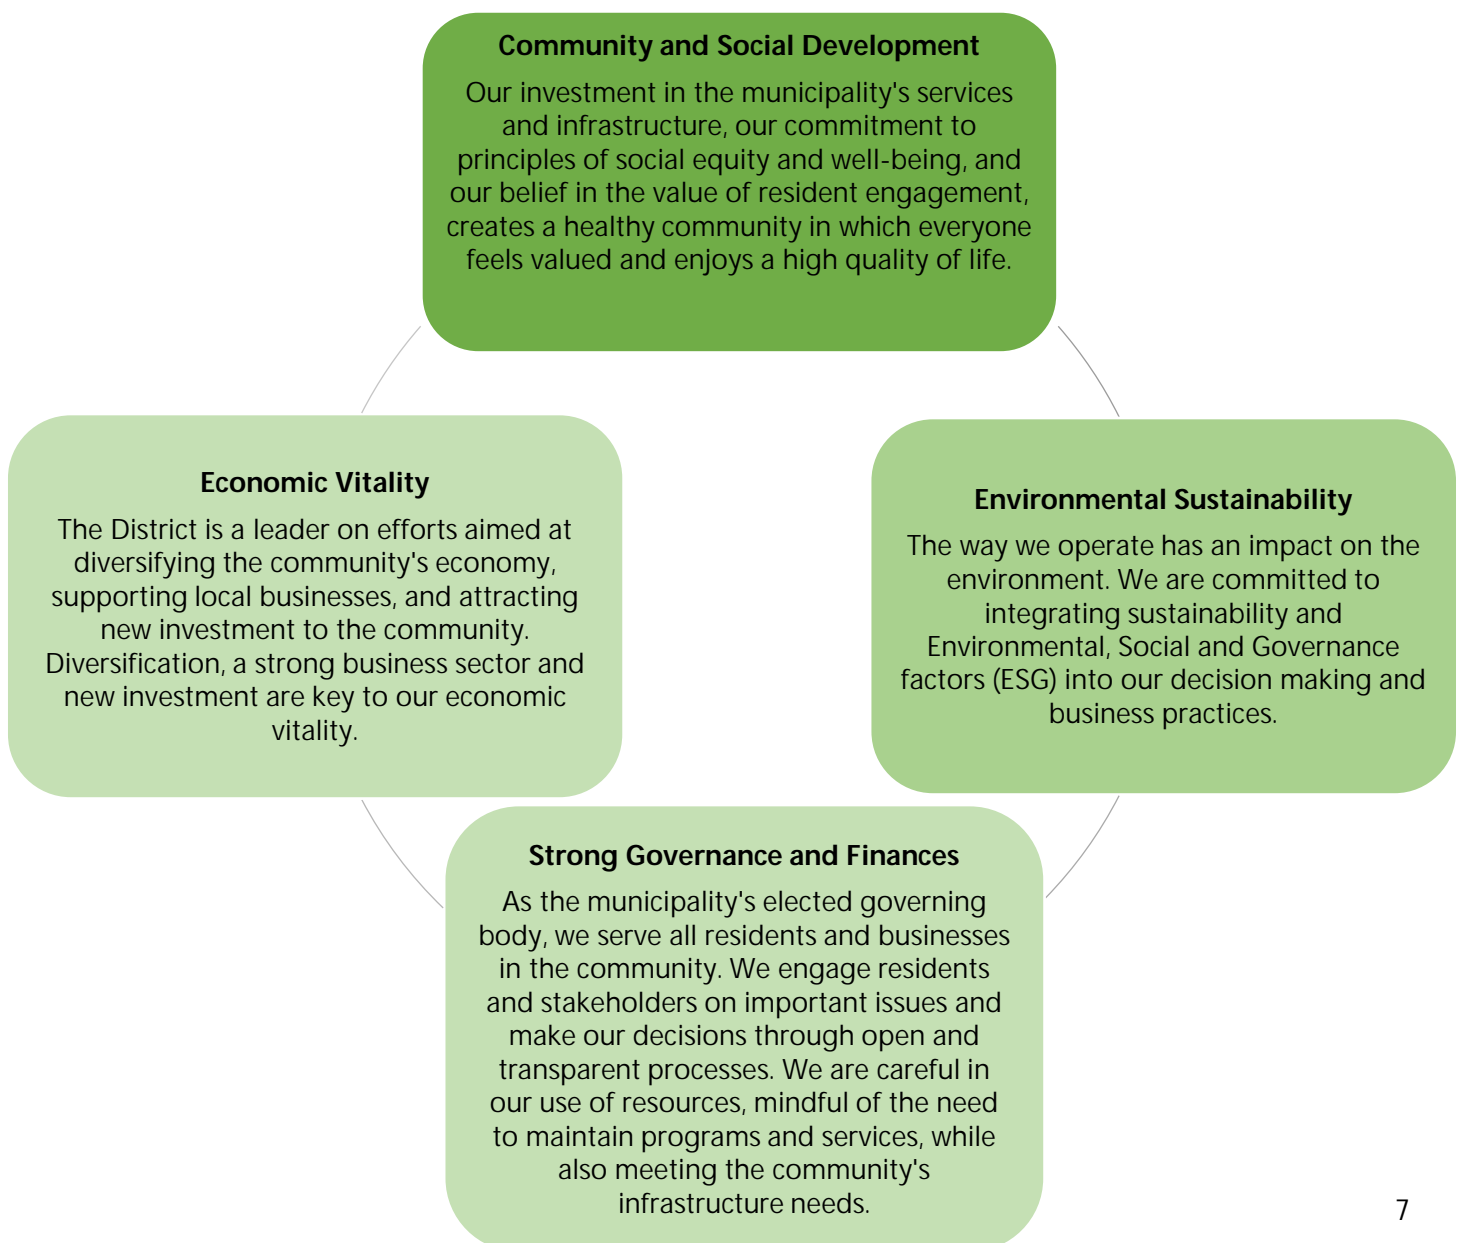 Community and Social Development
Our investment in the municipality's services
and infrastructure, our commitment to
principles of social equity and well-being, and
our belief in the value of resident engagement,
creates a healthy community in which everyone
feels valued and enjoys a high quality of life.
Economic Vitality
The District is a leader on efforts aimed at
diversifying the community's economy,
supporting local businesses, and attracting
new investment to the community.
Diversification, a strong business sector and
new investment are key to our economic
vitality.
Environmental Sustainability
The way we operate has an impact on the
environment. We are committed to
integrating sustainability and
Environmental, Social and Governance
factors (ESG) into our decision making and
business practices.
Strong Governance and Finances
As the municipality's elected governing
body, we serve all residents and businesses
in the community. We engage residents
and stakeholders on important issues and
make our decisions through open and
transparent processes. We are careful in
our use of resources, mindful of the need
to maintain programs and services, while
also meeting the community's
infrastructure needs.
7